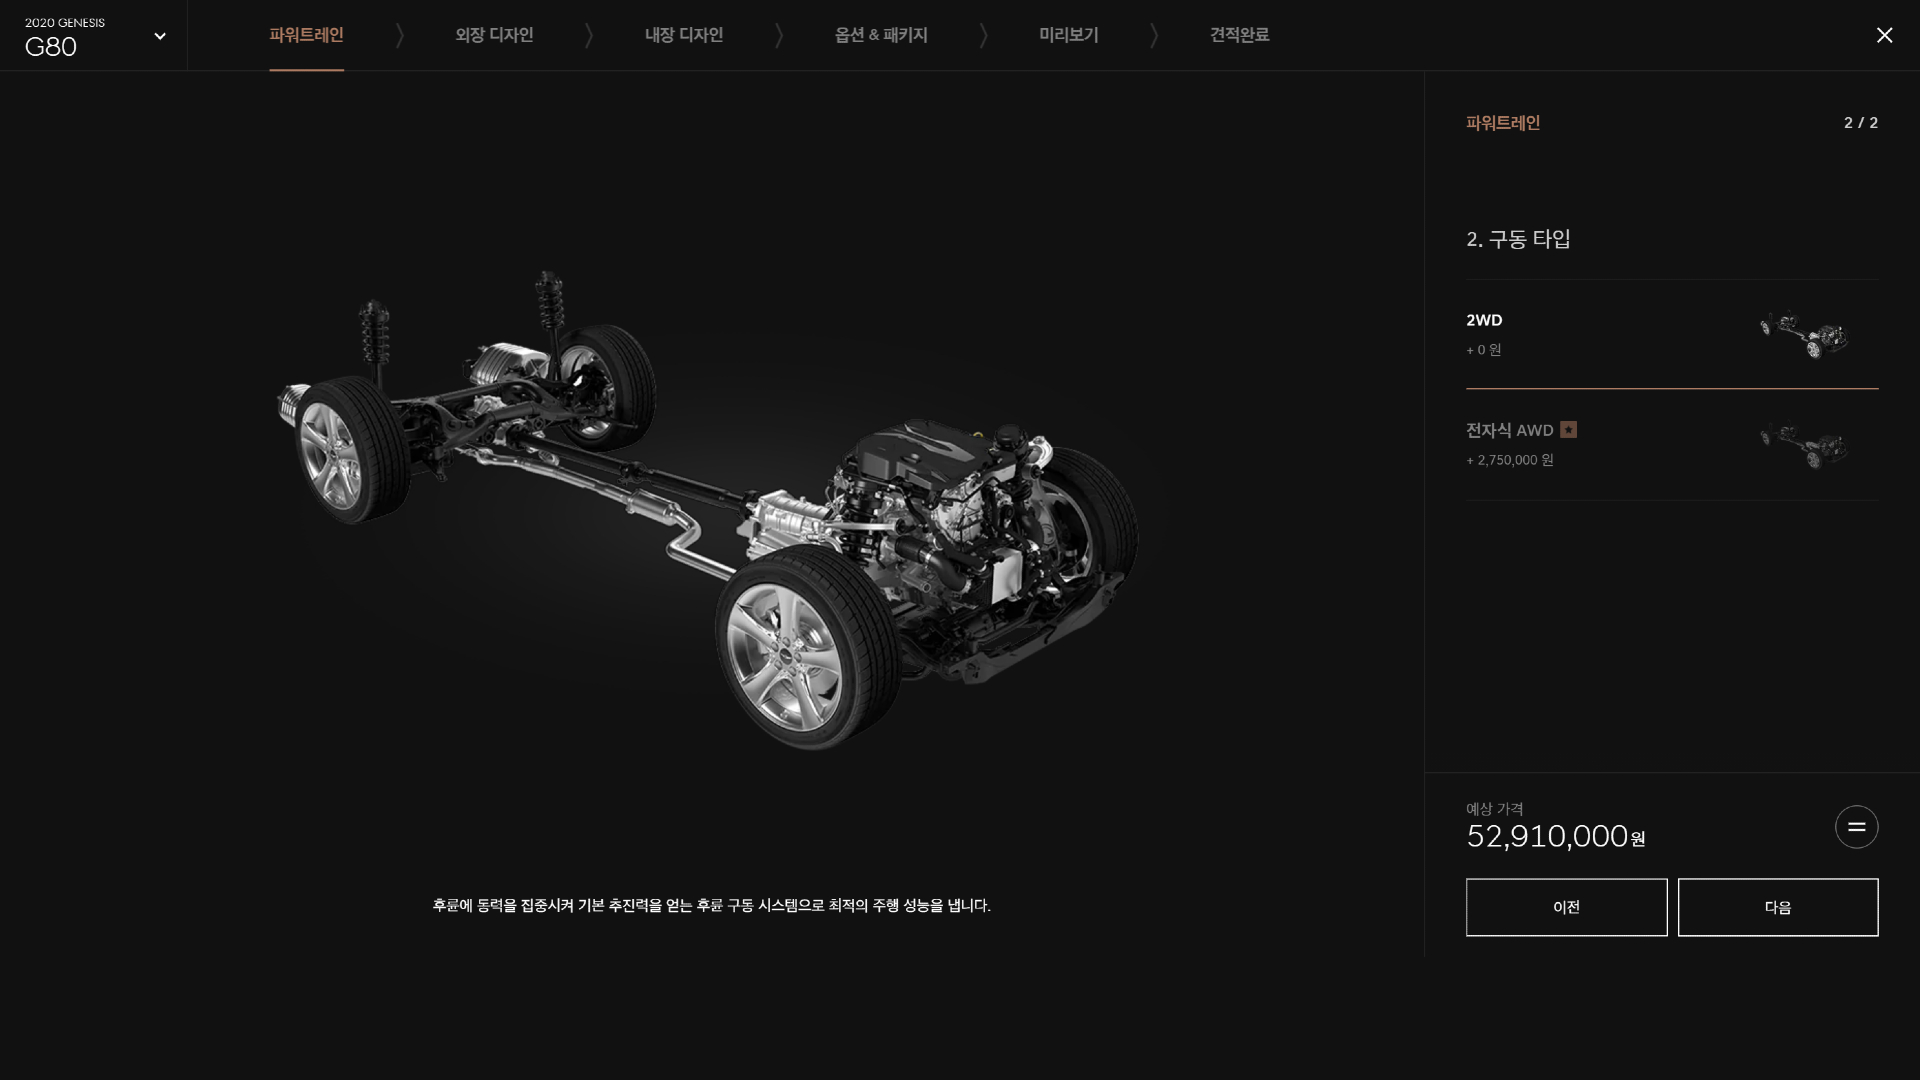 2020 GENESIS
G80
파워트레인
외장 디자인
내장 디자인
옵션 & 패키지
미리보기
견적완료
파워트레인
2 / 2
2. 구동 타입
2WD
+ 0 원
전자식 AWD
+ 2,750,000 원
후륜에 동력을 집중시켜 기본 추진력을 얻는 후륜 구동 시스템으로 최적의 주행 성능을 냅니다.
예상 가격
52,910,000원
이전
다음